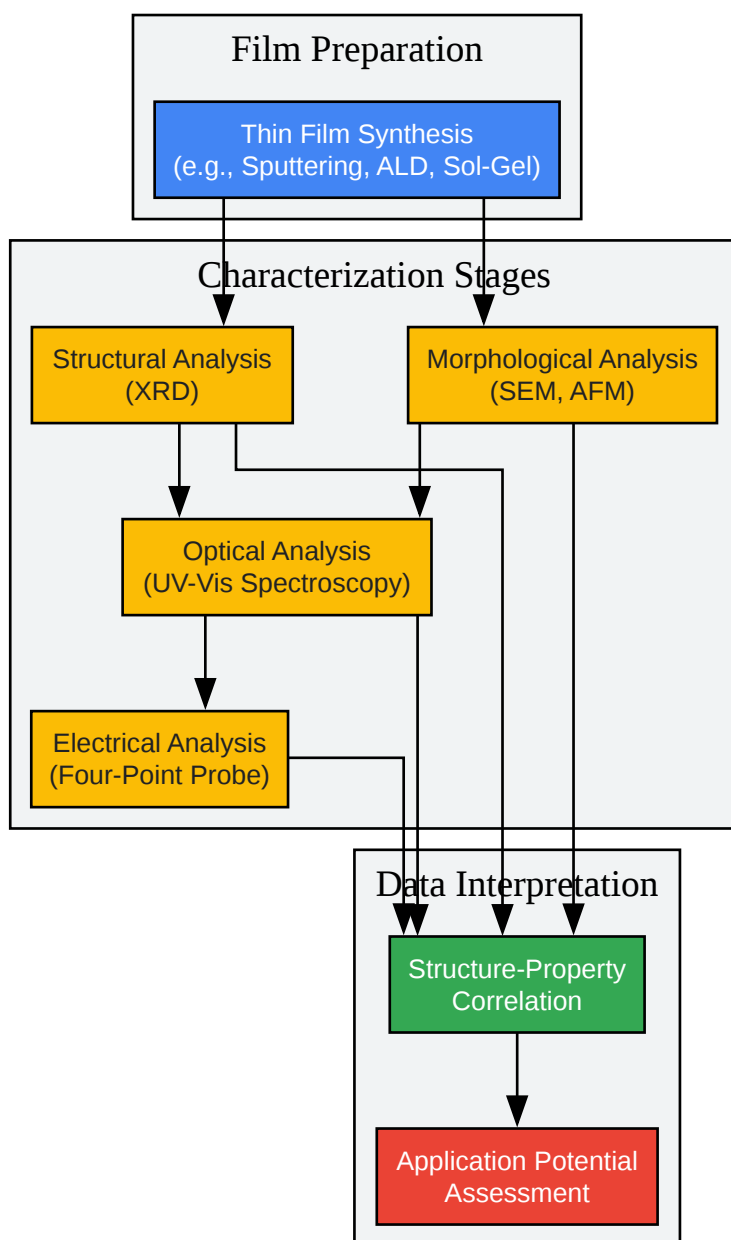 Film Preparation
Thin Film Synthesis
(e.g., Sputtering, ALD, Sol-Gel)
Characterization Stages
Structural Analysis
(XRD)
Morphological Analysis
(SEM, AFM)
Optical Analysis
(UV-Vis Spectroscopy)
Electrical Analysis
(Four-Point Probe)
Data Interpretation
Structure-Property
Correlation
Application Potential
Assessment